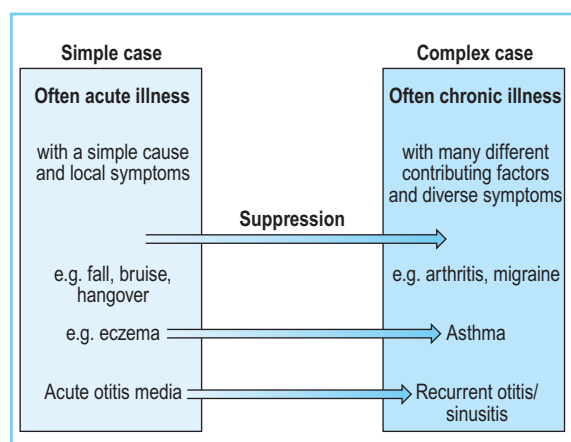 Simple case
Complex case
Often acute illness
Often chronic illness
with a simple cause
and local symptoms
with many different
contributing factors
and diverse symptoms
Suppression
e.g. fall, bruise,
hangover
e.g. arthritis, migraine
e.g. eczema
Asthma
Acute otitis media
Recurrent otitis/
sinusitis